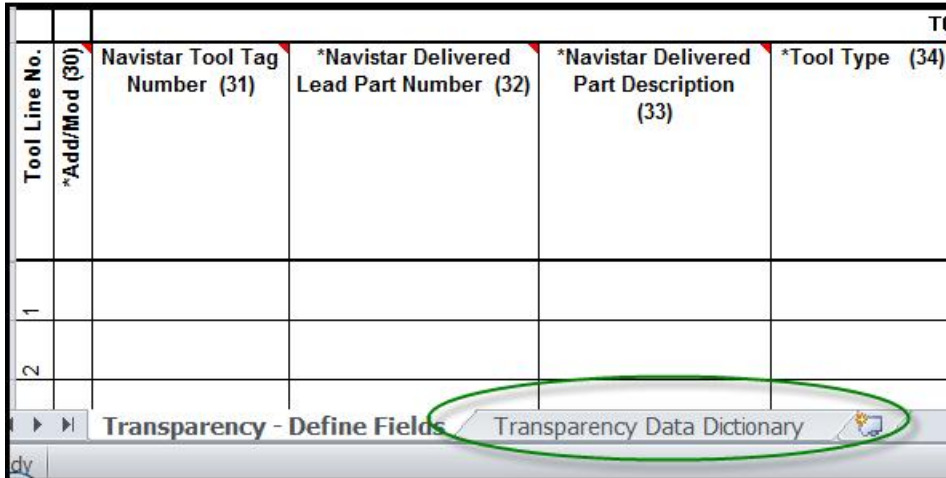 Tool Line No.
*Add/Mod (30)
Navistar Tool Tag
Number (31)
*Navistar Delivered
Lead Part Number (32)
*Navistar Delivered
Part Description
(33)
*Tool Type (34)
1
2
Transparency - Define Fields
Transparency Data Dictionary